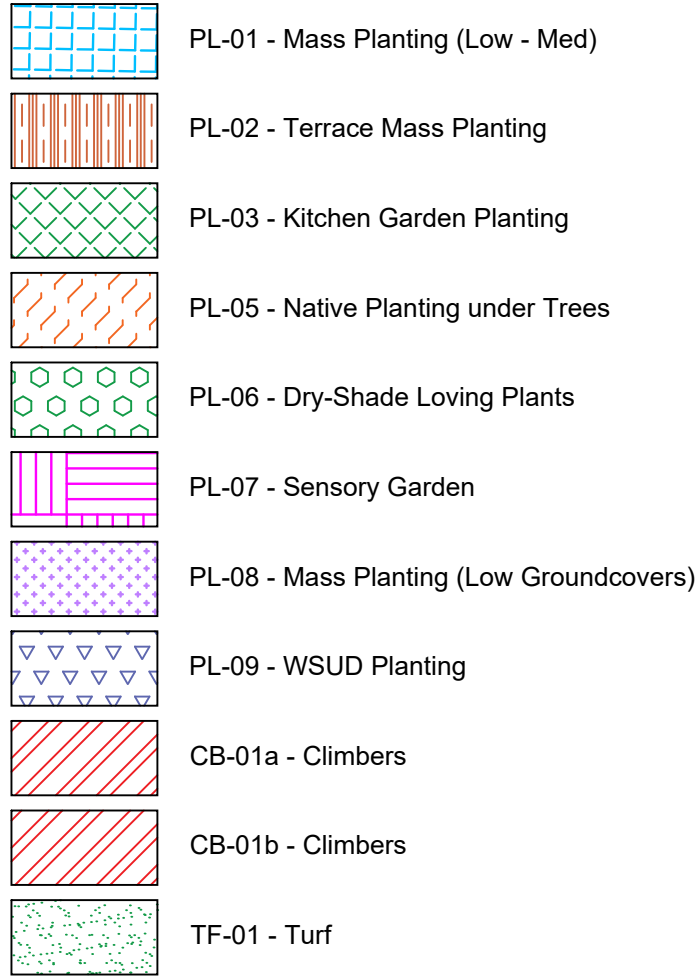 PL-01 - Mass Planting (Low - Med)
PL-02 - Terrace Mass Planting
PL-03 - Kitchen Garden Planting
PL-05 - Native Planting under Trees
PL-06 - Dry-Shade Loving Plants
PL-07 - Sensory Garden
PL-08 - Mass Planting (Low Groundcovers)
PL-09 - WSUD Planting
CB-01a - Climbers
CB-01b - Climbers
TF-01 - Turf